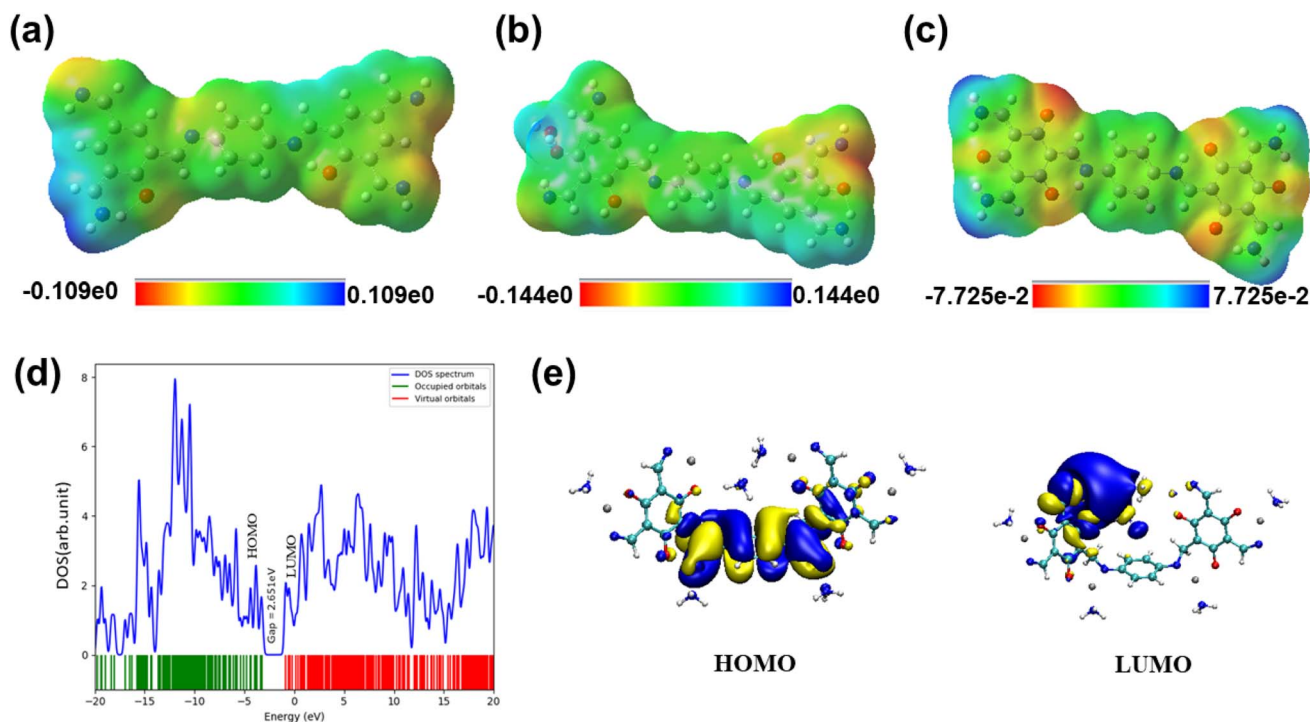 (a)
(b)
(c)
-0.109e0
0.109e0
-0.144e0
0.144e0
-7.725e-2
7.725e-2
(d)
DOS spectrum
Occupied orbitals
Virtual orbitals
8
6
4
2
0
DOS(arb.unit)
HOMO
Gap = 2.651eV
LUMO
-20
-15
-10
-5
0
5
10
15
20
Energy (eV)
(e)
HOMO
LUMO